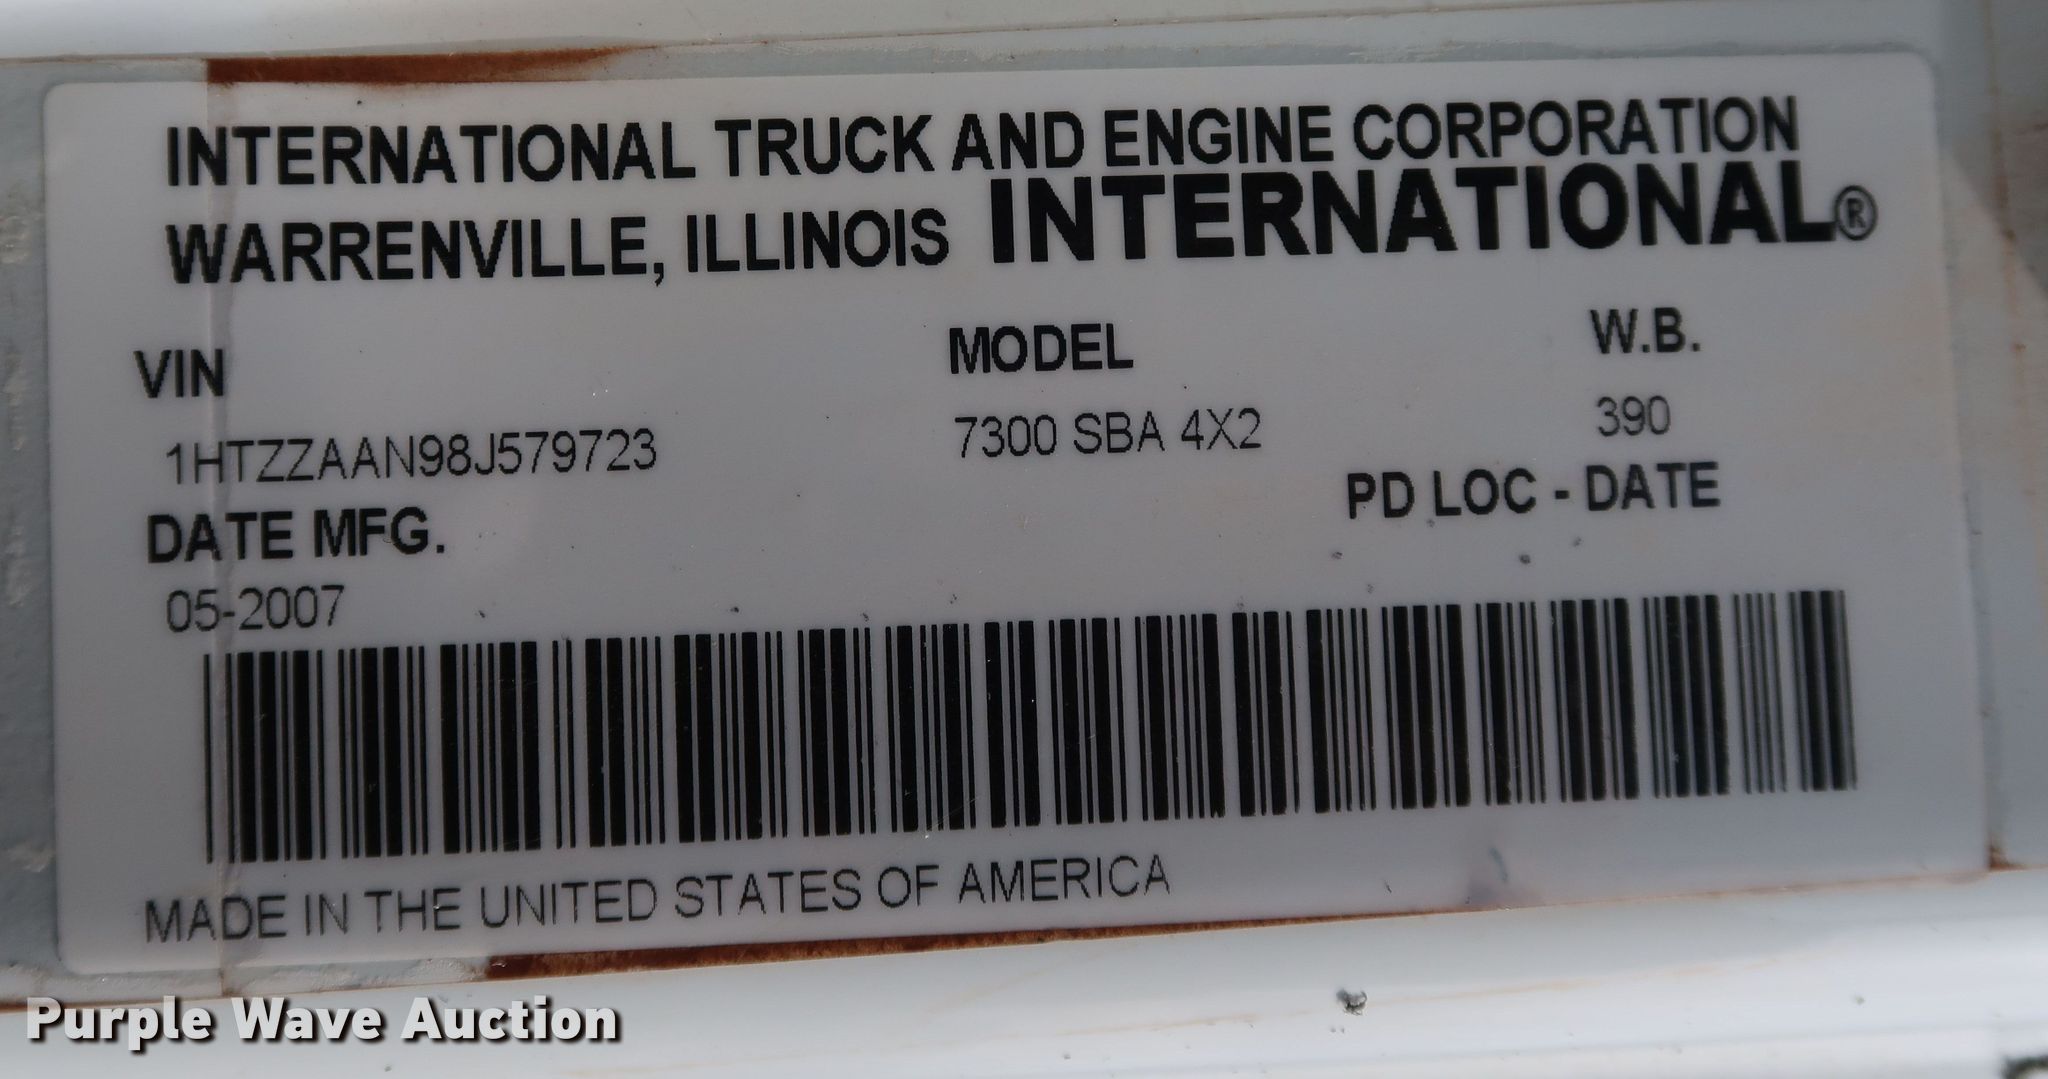 INTERNATIONAL TRUCK AND ENGINE CORPORATION
WARRENVILLE, ILLINOIS INTERNATIONAL®
VIN MODEL W.B.
1HTZZAAN98J579723 7300 SBA 4X2 390
DATE MFG. PD LOC - DATE
05-2007
MADE IN THE UNITED STATES OF AMERICA
Purple Wave Auction